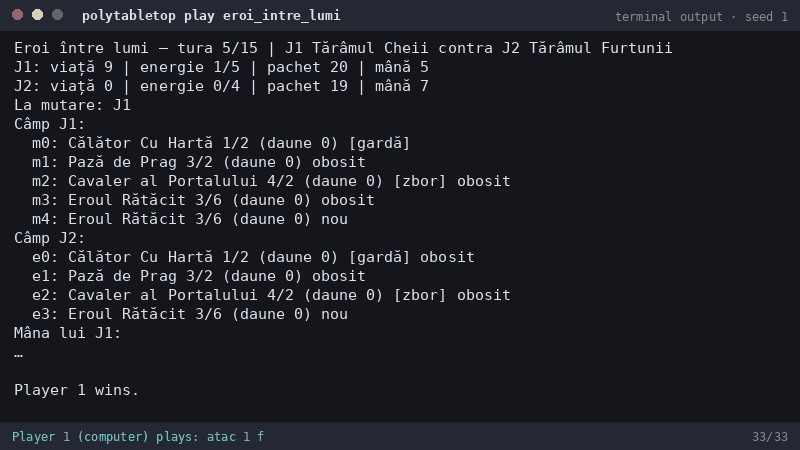 polytabletop play eroi_intre_lumi
terminal output · seed 1
Eroi între lumi — tura 5/15 | J1 Tărâmul Cheii contra J2 Tărâmul Furtunii
J1: viață 9 | energie 1/5 | pachet 20 | mână 5
J2: viață 0 | energie 0/4 | pachet 19 | mână 7
La mutare: J1
Câmp J1:
m0: Călător Cu Hartă 1/2 (daune 0) [gardă]
m1: Pază de Prag 3/2 (daune 0) obosit
m2: Cavaler al Portalului 4/2 (daune 0) [zbor] obosit
m3: Eroul Rătăcit 3/6 (daune 0) obosit
m4: Eroul Rătăcit 3/6 (daune 0) nou
Câmp J2:
e0: Călător Cu Hartă 1/2 (daune 0) [gardă] obosit
e1: Pază de Prag 3/2 (daune 0) obosit
e2: Cavaler al Portalului 4/2 (daune 0) [zbor] obosit
e3: Eroul Rătăcit 3/6 (daune 0) nou
Mâna lui J1:
…
Player 1 wins.
Player 1 (computer) plays: atac 1 f
33/33